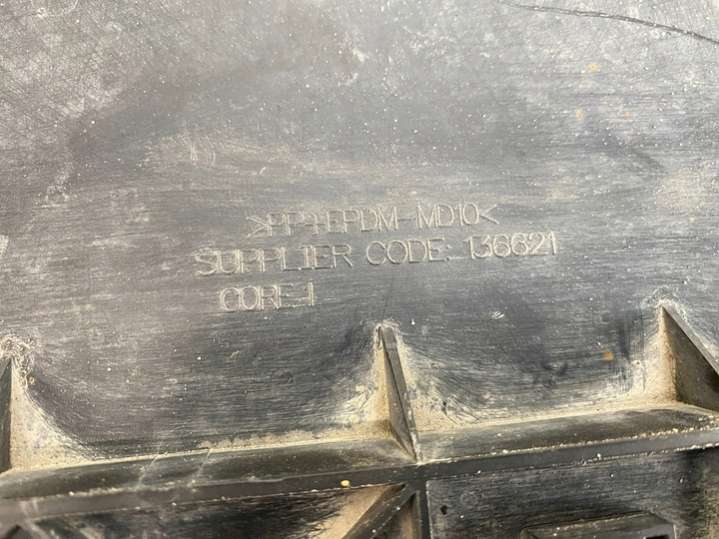 >PP+EPDM-MD10<
SUPPLIER CODE: 136621
CORE-1